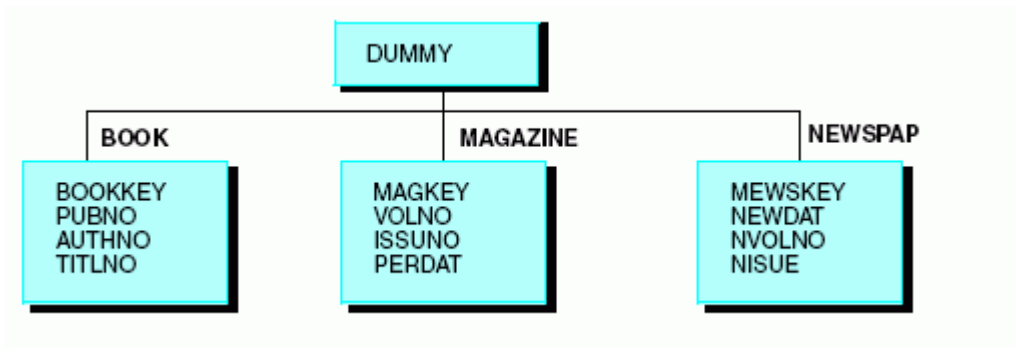 DUMMY
BOOK
MAGAZINE
NEWSPAP
BOOKKEY
PUBNO
AUTHNO
TITLNO
MAGKEY
VOLNO
ISSUNO
PERDAT
MEWSKEY
NEWDAT
NVOLNO
NISUE